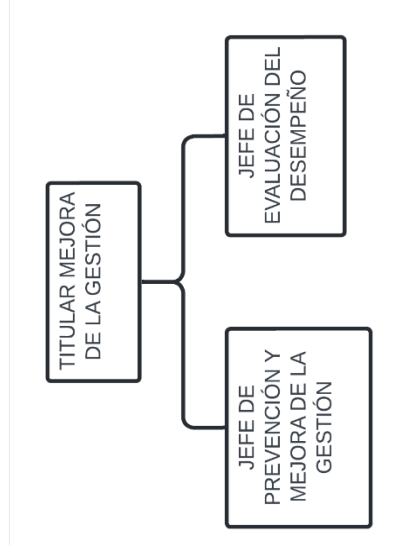 TITULAR MEJORA
DE LA GESTIÓN
JEFE DE
PREVENCIÓN Y
MEJORA DE LA
GESTIÓN
JEFE DE
EVALUACIÓN DEL
DESEMPEÑO